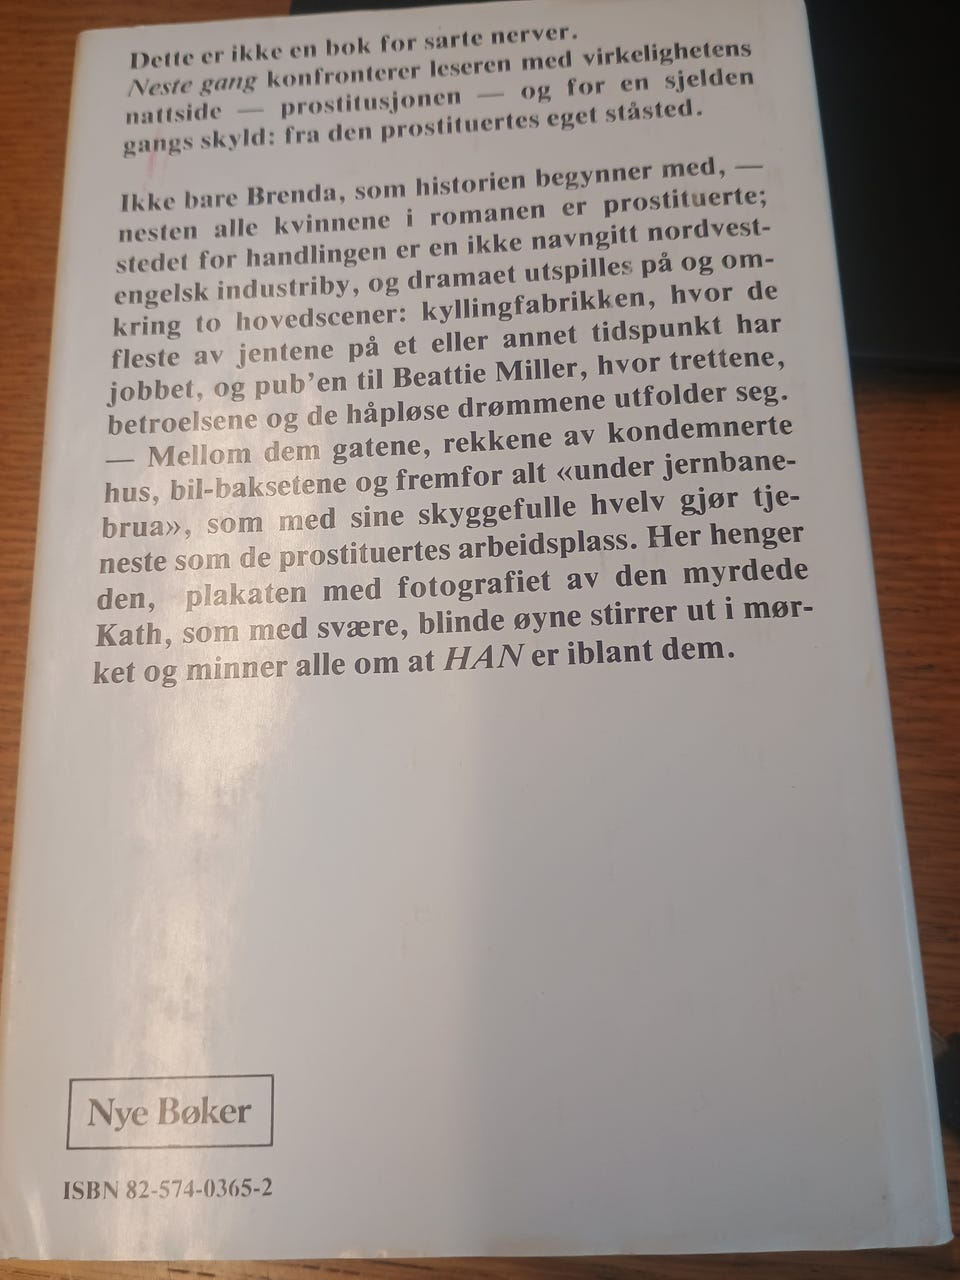 Dette er ikke en bok for sarte nerver.
Neste gang konfronterer leseren med virkelighetens
nattside — prostitusjonen — og for en sjelden
gangs skyld: fra den prostituertes eget ståsted.
Ikke bare Brenda, som historien begynner med, —
nesten alle kvinnene i romanen er prostituerte;
stedet for handlingen er en ikke navngitt nordvest-
engelsk industriby, og dramaet utspilles på og om-
kring to hovedscener: kyllingfabrikken, hvor de
fleste av jentene på et eller annet tidspunkt har
jobbet, og pub'en til Beattie Miller, hvor trettene,
betroelsene og de håpløse drømmene utfolder seg.
— Mellom dem gatene, rekkene av kondemnerte
hus, bil-baksetene og fremfor alt «under jernbane-
brua», som med sine skyggefulle hvelv gjør tje-
neste som de prostituertes arbeidsplass. Her henger
den, plakaten med fotografiet av den myrdede
Kath, som med svære, blinde øyne stirrer ut i mør-
ket og minner alle om at HAN er iblant dem.
Nye Bøker
ISBN 82-574-0365-2